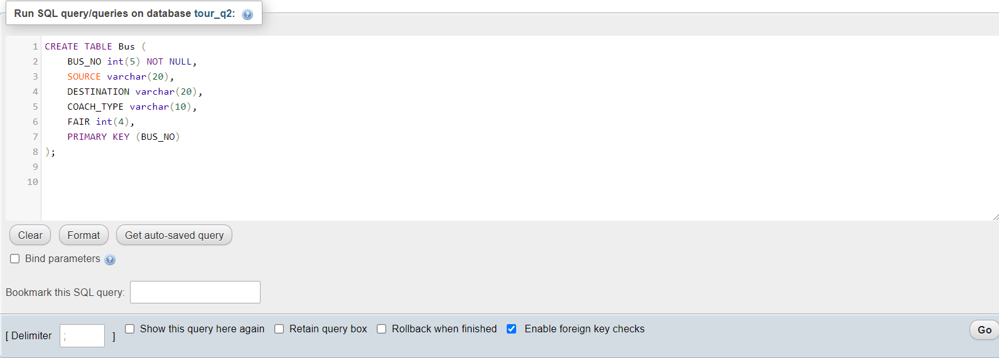 Run SQL query/queries on database tour_q2:
1 CREATE TABLE Bus (
2 BUS_NO int(5) NOT NULL,
3 SOURCE varchar(20),
4 DESTINATION varchar(20),
5 COACH_TYPE varchar(10),
6 FAIR int(4),
7 PRIMARY KEY (BUS_NO)
8 );
9
10
Clear Format Get auto-saved query
Bind parameters
Bookmark this SQL query:
[ Delimiter ; ] Show this query here again Retain query box Rollback when finished Enable foreign key checks Go